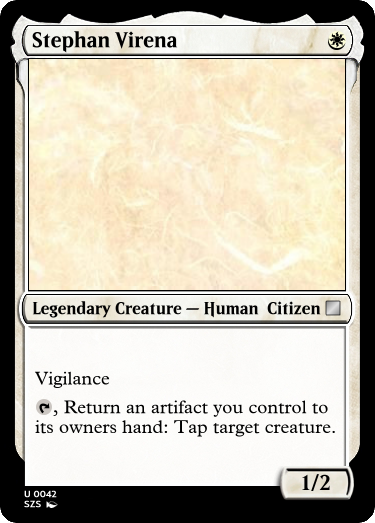 Stephan Virena
Legendary Creature — Human Citizen
Vigilance
, Return an artifact you control to
its owners hand: Tap target creature.
1/2
U 0042
SZS